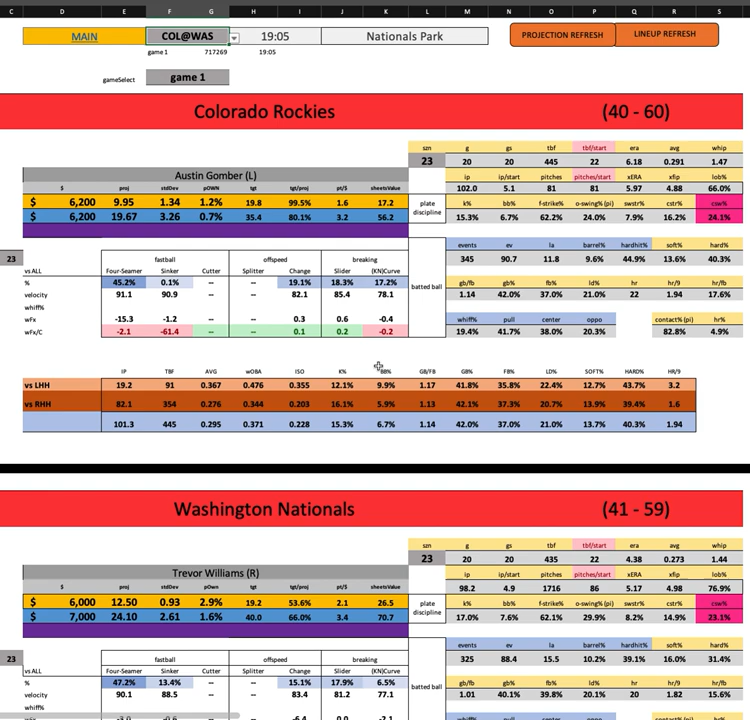 C D E F G H I J K L M N O P Q R S
MAIN COL@WAS 19:05 Nationals Park PROJECTION REFRESH LINEUP REFRESH
game 1 717269 19:05
gameSelect game 1
Colorado Rockies (40 - 60)
szn g gs tbf tbf/start era avg whip
23 20 20 445 22 6.18 0.291 1.47
Austin Gomber (L) ip ip/start pitches pitches/start xERA xfip lob%
$ proj stdDev pOWN tgt tgt/proj pt/$ sheetsValue 102.0 5.1 81 81 5.97 4.88 66.0%
$ 6,200 9.95 1.34 1.2% 19.8 99.5% 1.6 17.2 plate discipline k% bb% f-strike% o-swing% (pi) swstr% cstr% csw%
$ 6,200 19.67 3.26 0.7% 35.4 80.1% 3.2 56.2 15.3% 6.7% 62.2% 24.0% 7.9% 16.2% 24.1%
events ev la barrel% hardhit% soft% hard%
23 fastball offspeed breaking 345 90.7 11.8 9.6% 44.9% 13.6% 40.3%
vs ALL Four-Seamer Sinker Cutter Splitter Change Slider (KN)Curve
% 45.2% 0.1% -- -- 19.1% 18.3% 17.2% batted ball gb/fb gb% fb% ld% hr hr/9 hr/fb
velocity 91.1 90.9 -- -- 82.1 85.4 78.1 1.14 42.0% 37.0% 21.0% 22 1.94 17.6%
whiff%
wFx -15.3 -1.2 -- -- 0.3 0.6 -0.4 whiff% pull center oppo contact% (pi) hr%
wFx/C -2.1 -61.4 -- -- 0.1 0.2 -0.2 19.4% 41.7% 38.0% 20.3% 82.8% 4.9%
IP TBF AVG wOBA ISO K% BB% GB/FB GB% FB% LD% SOFT% HARD% HR/9
vs LHH 19.2 91 0.367 0.476 0.355 12.1% 9.9% 1.17 41.8% 35.8% 22.4% 12.7% 43.7% 3.2
vs RHH 82.1 354 0.276 0.344 0.203 16.1% 5.9% 1.13 42.1% 37.3% 20.7% 13.9% 39.4% 1.6
101.3 445 0.295 0.371 0.228 15.3% 6.7% 1.14 42.0% 37.0% 21.0% 13.7% 40.3% 1.94
Washington Nationals (41 - 59)
szn g gs tbf tbf/start era avg whip
23 20 20 435 22 4.38 0.273 1.44
Trevor Williams (R) ip ip/start pitches pitches/start xERA xfip lob%
$ proj stdDev pOwn tgt tgt/proj pt/$ sheetsValue 98.2 4.9 1716 86 5.17 4.98 76.9%
$ 6,000 12.50 0.93 2.9% 19.2 53.6% 2.1 26.5 plate discipline k% bb% f-strike% o-swing% (pi) swstr% cstr% csw%
$ 7,000 24.10 2.61 1.6% 40.0 66.0% 3.4 70.7 17.0% 7.6% 62.1% 29.9% 8.2% 14.9% 23.1%
events ev la barrel% hardhit% soft% hard%
23 fastball offspeed breaking 325 88.4 15.5 10.2% 39.1% 16.0% 31.4%
vs ALL Four-Seamer Sinker Cutter Splitter Change Slider (KN)Curve
% 47.2% 13.4% -- -- 15.1% 17.9% 6.5% batted ball gb/fb gb% fb% ld% hr hr/9 hr/fb
velocity 90.1 88.5 -- -- 83.4 81.2 77.1 1.01 40.1% 39.8% 20.1% 20 1.82 15.6%
whiff%
whiff% pull center oppo contact% (pi) hr%